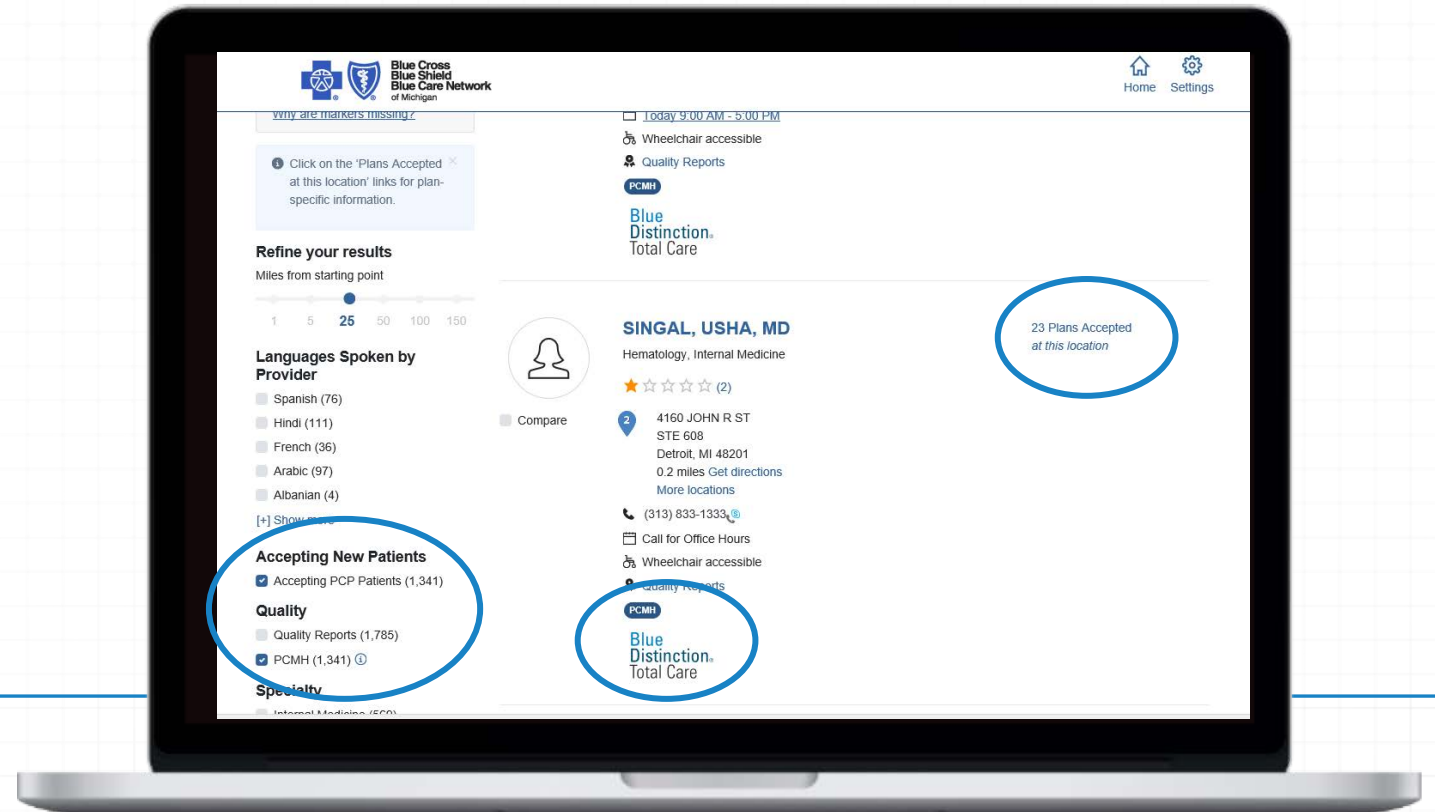 Blue Cross
Blue Shield
Blue Care Network
of Michigan
Home Settings
Why are markers missing?
Click on the 'Plans Accepted
at this location' links for plan-
specific information.
Refine your results
Miles from starting point
1 5 25 50 100 150
Languages Spoken by
Provider
Spanish (76)
Hindi (111)
French (36)
Arabic (97)
Albanian (4)
[+] Show more
Accepting New Patients
Accepting PCP Patients (1,341)
Quality
Quality Reports (1,785)
PCMH (1,341)
Specialty
Internal Medicine (569)
Today 9:00 AM - 5:00 PM
Wheelchair accessible
Quality Reports
PCMH
Blue
Distinction®
Total Care
Compare
SINGAL, USHA, MD
Hematology, Internal Medicine
(2)
2
4160 JOHN R ST
STE 608
Detroit, MI 48201
0.2 miles Get directions
More locations
(313) 833-1333
Call for Office Hours
Wheelchair accessible
Quality Reports
PCMH
Blue
Distinction®
Total Care
23 Plans Accepted
at this location